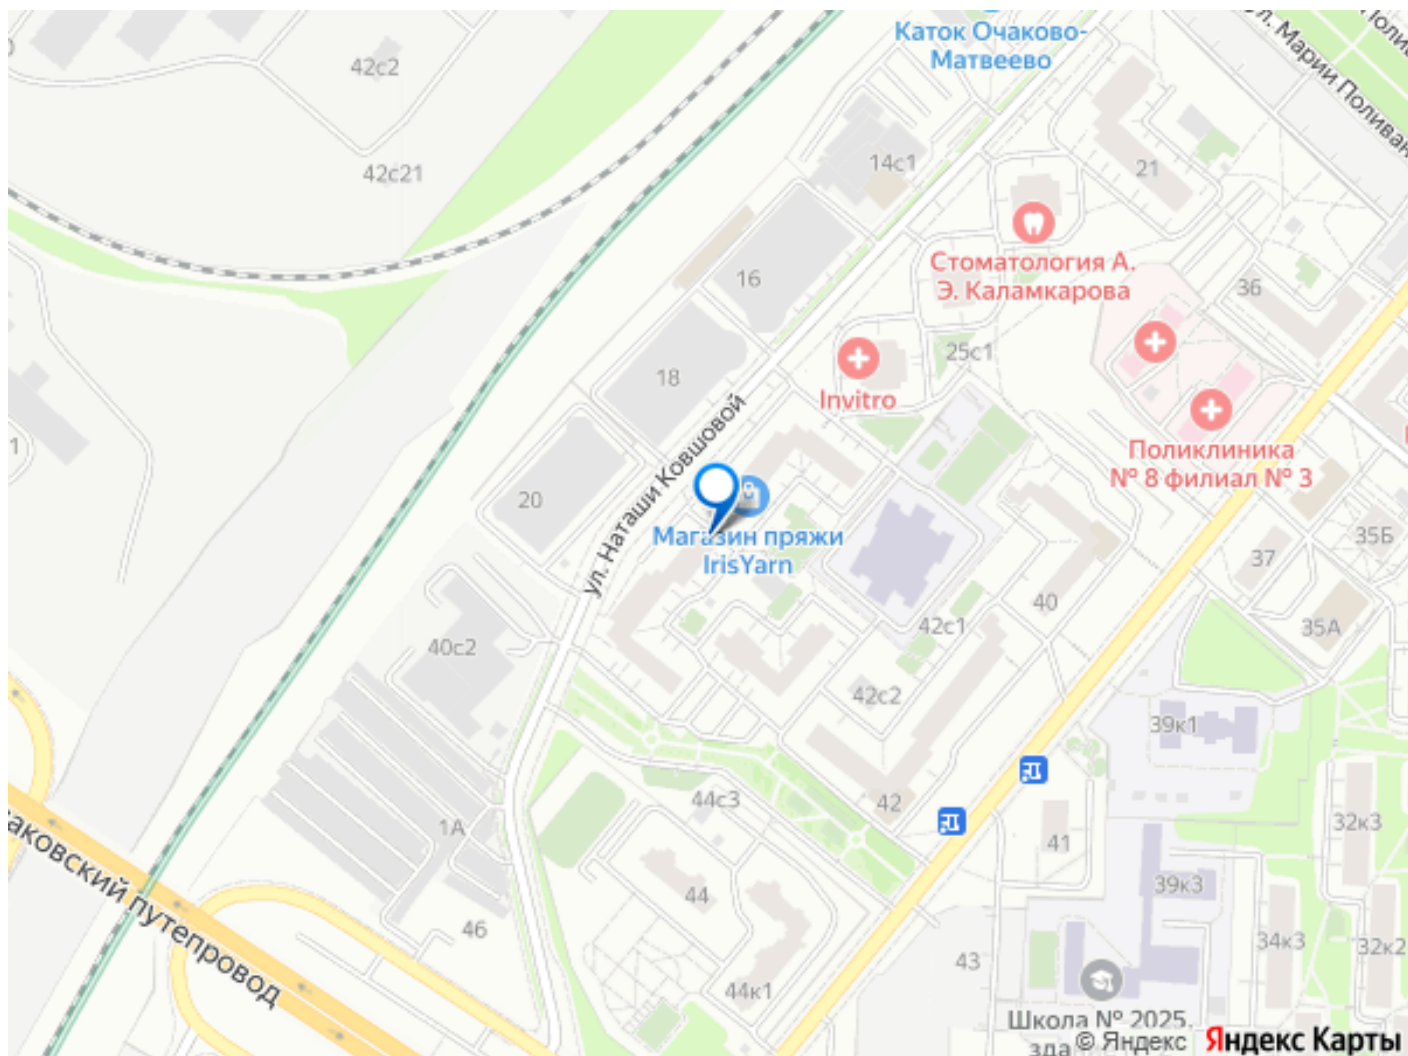 Каток Очаково-
Матвеево
ул. Марии Поливан
42с2
14с1
42с21
21
Стоматология А.
Э. Каламкарова
16
36
25с1
18
Invitro
ул. Наташи Ковшовой
Поликлиника
№ 8 филиал № 3
1
20
Магазин пряжи
IrisYarn
35Б
37
40
42с1
35А
40с2
42с2
39к1
44с3
42
1А
41
32к3
аковский путепровод
44
39к3
46
34к3
32к2
43
44к1
Школа № 2025,
зда
© Яндекс
Яндекс Карты